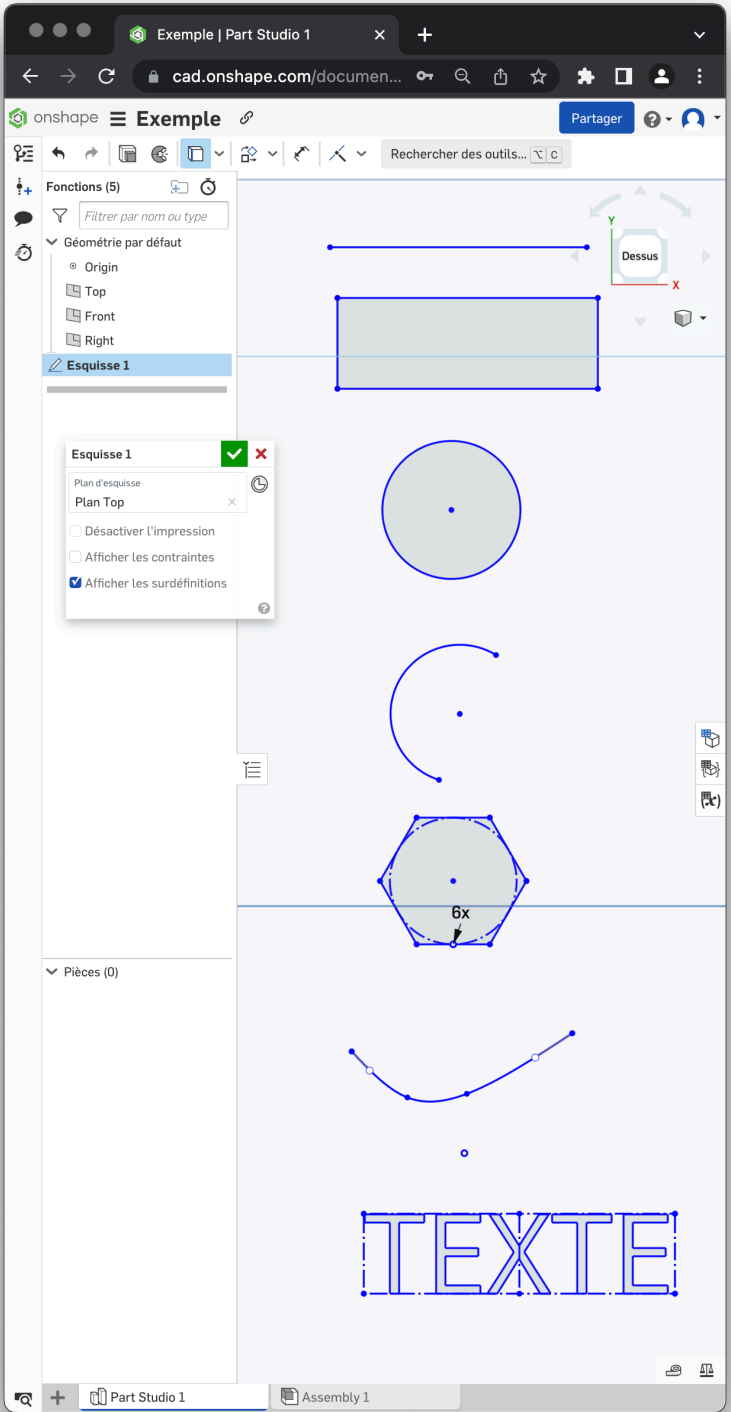 Exemple | Part Studio 1
cad.onshape.com/documen...
onshape Exemple Partager
Rechercher des outils... ⌥ C
Fonctions (5)
Filtrer par nom ou type
Géométrie par défaut
Origin
Top
Front
Right
Esquisse 1
Y
Dessus
X
Esquisse 1
Plan d'esquisse
Plan Top
Désactiver l'impression
Afficher les contraintes
Afficher les surdéfinitions
6x
Pièces (0)
TEXTE
Part Studio 1
Assembly 1